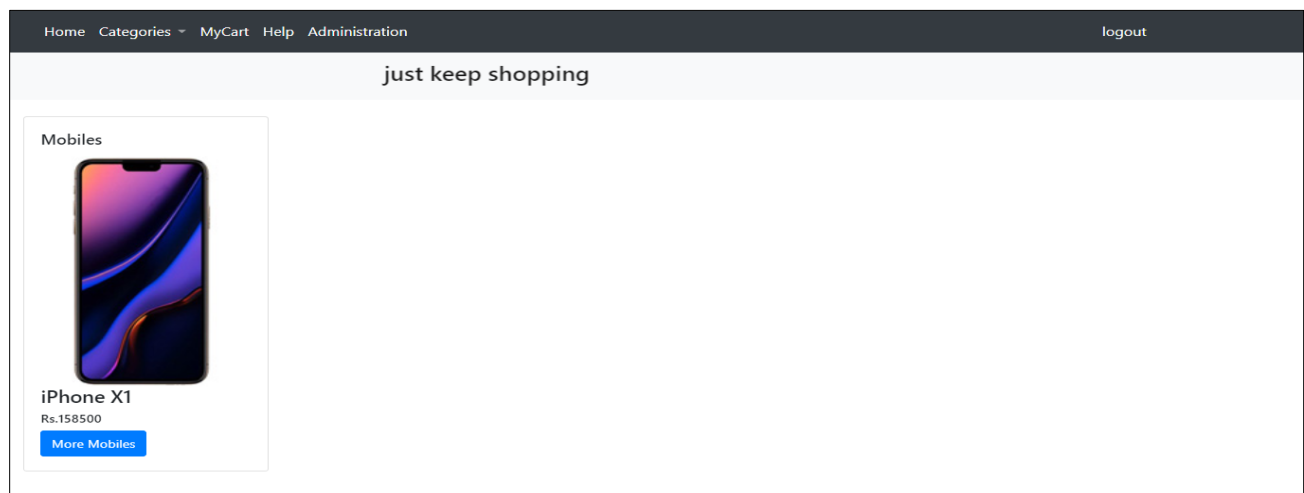 Home Categories MyCart Help Administration logout
just keep shopping
Mobiles
iPhone X1
Rs.158500
More Mobiles